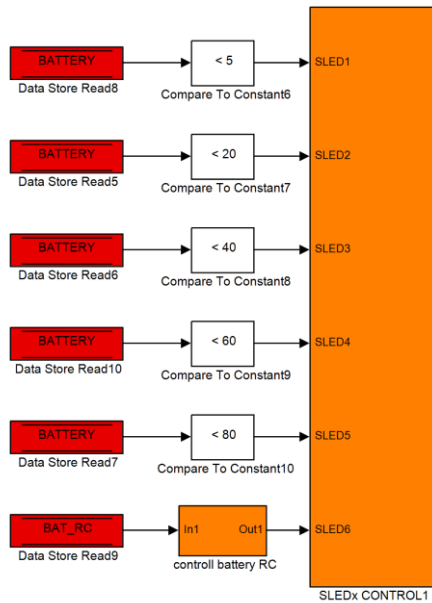 BATTERY
Data Store Read8
< 5
Compare To Constant6
SLED1
BATTERY
Data Store Read5
< 20
Compare To Constant7
SLED2
BATTERY
Data Store Read6
< 40
Compare To Constant8
SLED3
BATTERY
Data Store Read10
< 60
Compare To Constant9
SLED4
BATTERY
Data Store Read7
< 80
Compare To Constant10
SLED5
BAT_RC
Data Store Read9
In1 Out1
controll battery RC
SLED6
SLEDx CONTROL1